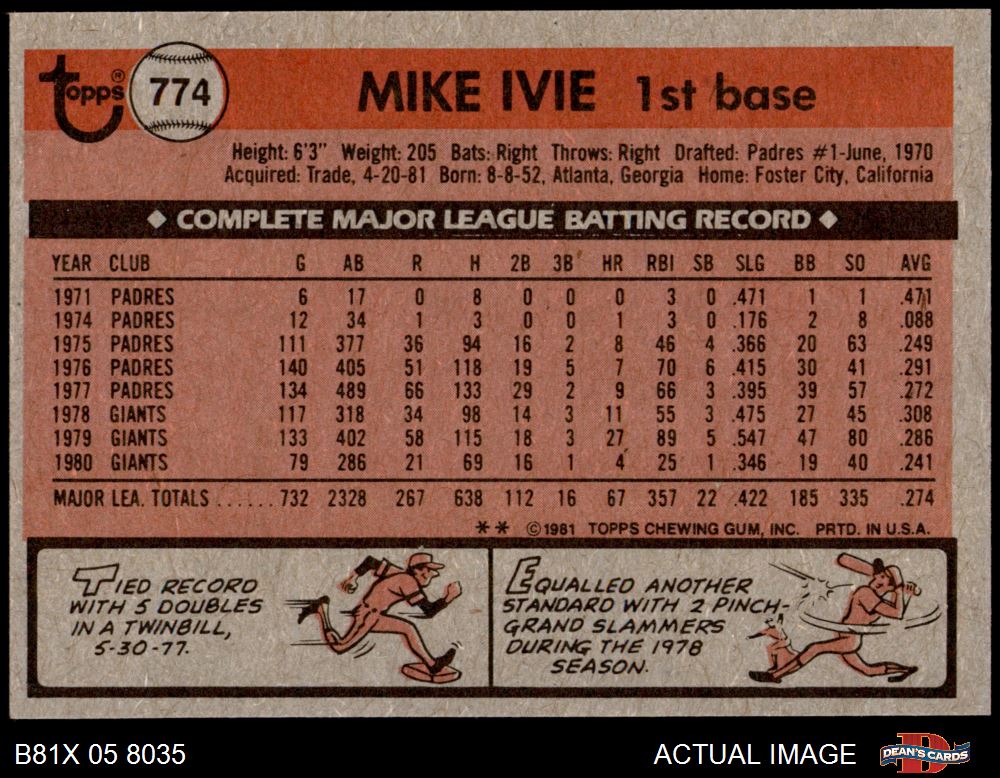 topps® 774 MIKE IVIE 1st base
Height: 6'3" Weight: 205 Bats: Right Throws: Right Drafted: Padres #1-June, 1970
Acquired: Trade, 4-20-81 Born: 8-8-52, Atlanta, Georgia Home: Foster City, California
◆ COMPLETE MAJOR LEAGUE BATTING RECORD ◆
YEAR CLUB G AB R H 2B 3B HR RBI SB SLG BB SO AVG
1971 PADRES 6 17 0 8 0 0 0 3 0 .471 1 1 .471
1974 PADRES 12 34 1 3 0 0 1 3 0 .176 2 8 .088
1975 PADRES 111 377 36 94 16 2 8 46 4 .366 20 63 .249
1976 PADRES 140 405 51 118 19 5 7 70 6 .415 30 41 .291
1977 PADRES 134 489 66 133 29 2 9 66 3 .395 39 57 .272
1978 GIANTS 117 318 34 98 14 3 11 55 3 .475 27 45 .308
1979 GIANTS 133 402 58 115 18 3 27 89 5 .547 47 80 .286
1980 GIANTS 79 286 21 69 16 1 4 25 1 .346 19 40 .241
MAJOR LEA. TOTALS ...... 732 2328 267 638 112 16 67 357 22 .422 185 335 .274
** ©1981 TOPPS CHEWING GUM, INC. PRTD. IN U.S.A.
TIED RECORD
WITH 5 DOUBLES
IN A TWINBILL,
5-30-77.
EQUALLED ANOTHER
STANDARD WITH 2 PINCH-
GRAND SLAMMERS
DURING THE 1978
SEASON.
B81X 05 8035 ACTUAL IMAGE D DEAN'S CARDS